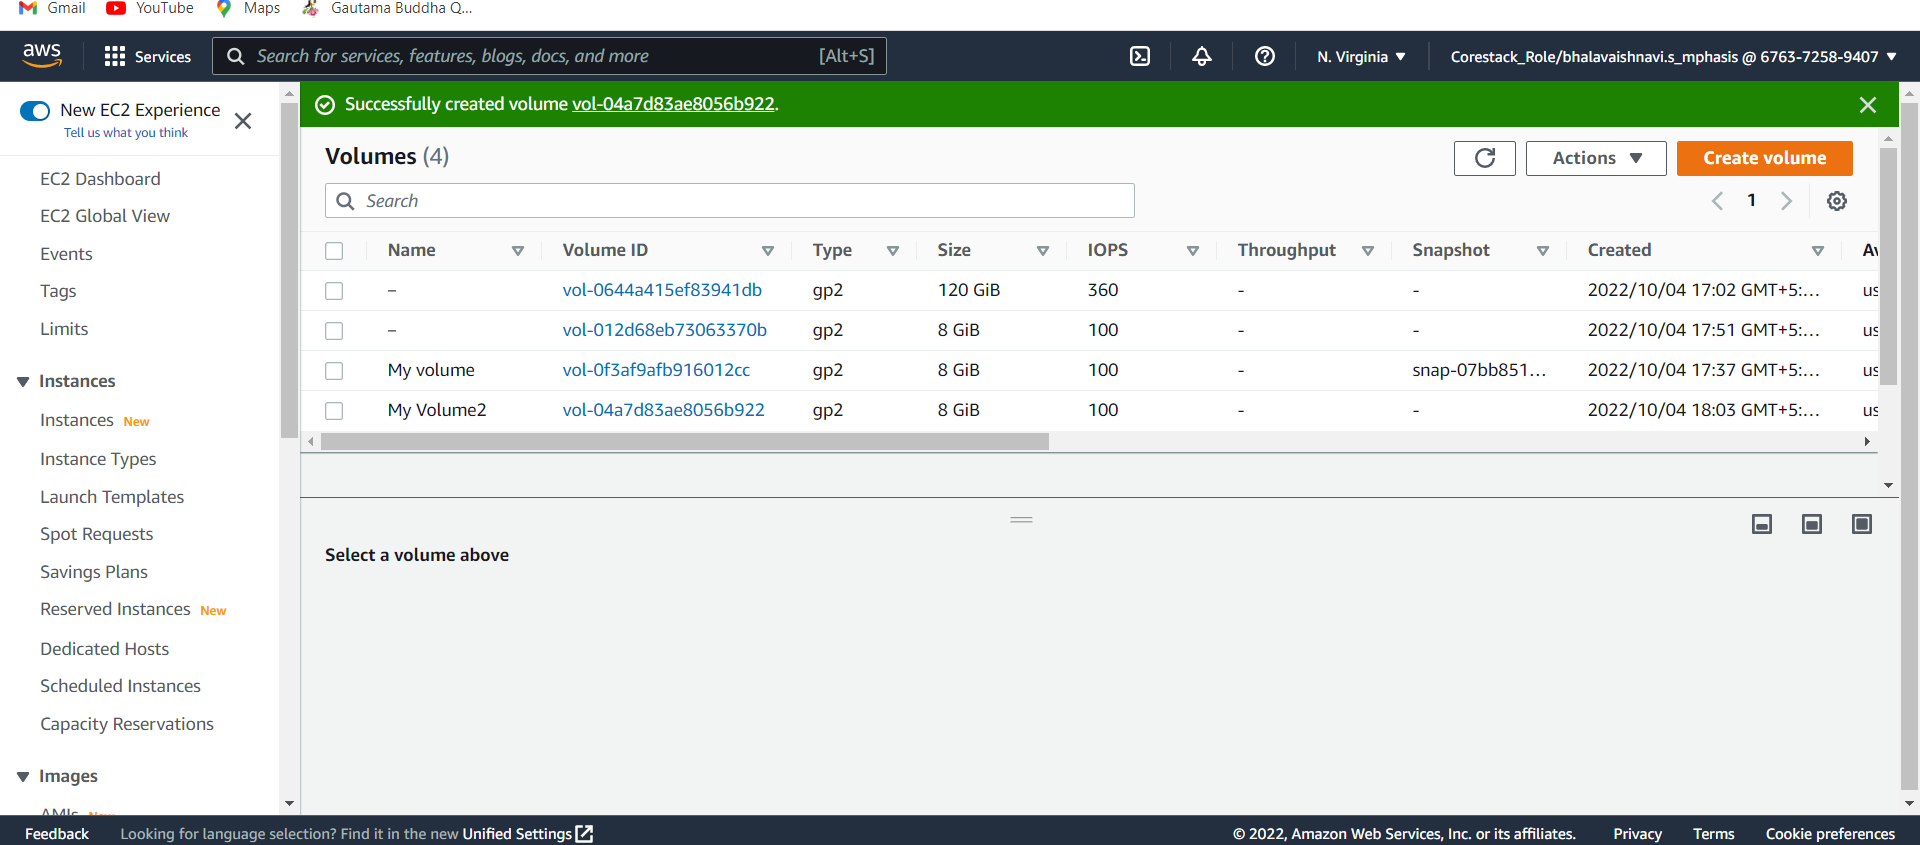 Gmail YouTube Maps Gautama Buddha Q...
aws Services Search for services, features, blogs, docs, and more [Alt+S] N. Virginia Corestack_Role/bhalavaishnavi.s_mphasis @ 6763-7258-9407
New EC2 Experience
Tell us what you think
EC2 Dashboard
EC2 Global View
Events
Tags
Limits
Instances
Instances New
Instance Types
Launch Templates
Spot Requests
Savings Plans
Reserved Instances New
Dedicated Hosts
Scheduled Instances
Capacity Reservations
Images
AMIs New
Successfully created volume vol-04a7d83ae8056b922.
Volumes (4)
Actions Create volume
Search
1
Name Volume ID Type Size IOPS Throughput Snapshot Created
– vol-0644a415ef83941db gp2 120 GiB 360 - - 2022/10/04 17:02 GMT+5:... us
– vol-012d68eb73063370b gp2 8 GiB 100 - - 2022/10/04 17:51 GMT+5:... us
My volume vol-0f3af9afb916012cc gp2 8 GiB 100 - snap-07bb851... 2022/10/04 17:37 GMT+5:... us
My Volume2 vol-04a7d83ae8056b922 gp2 8 GiB 100 - - 2022/10/04 18:03 GMT+5:... us
Select a volume above
Feedback Looking for language selection? Find it in the new Unified Settings © 2022, Amazon Web Services, Inc. or its affiliates. Privacy Terms Cookie preferences